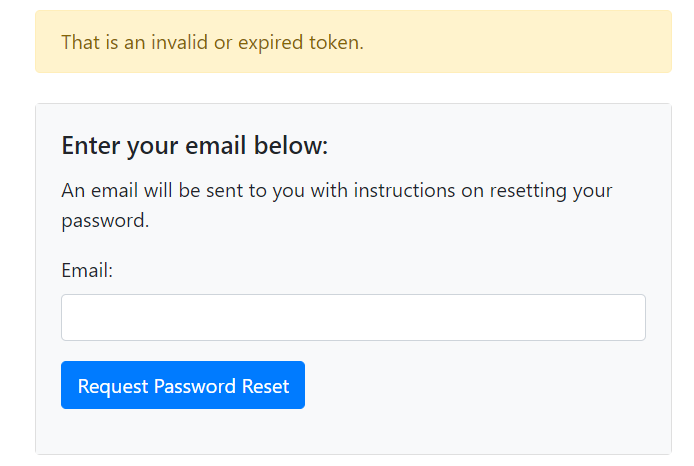 That is an invalid or expired token.
Enter your email below:
An email will be sent to you with instructions on resetting your
password.
Email:
Request Password Reset